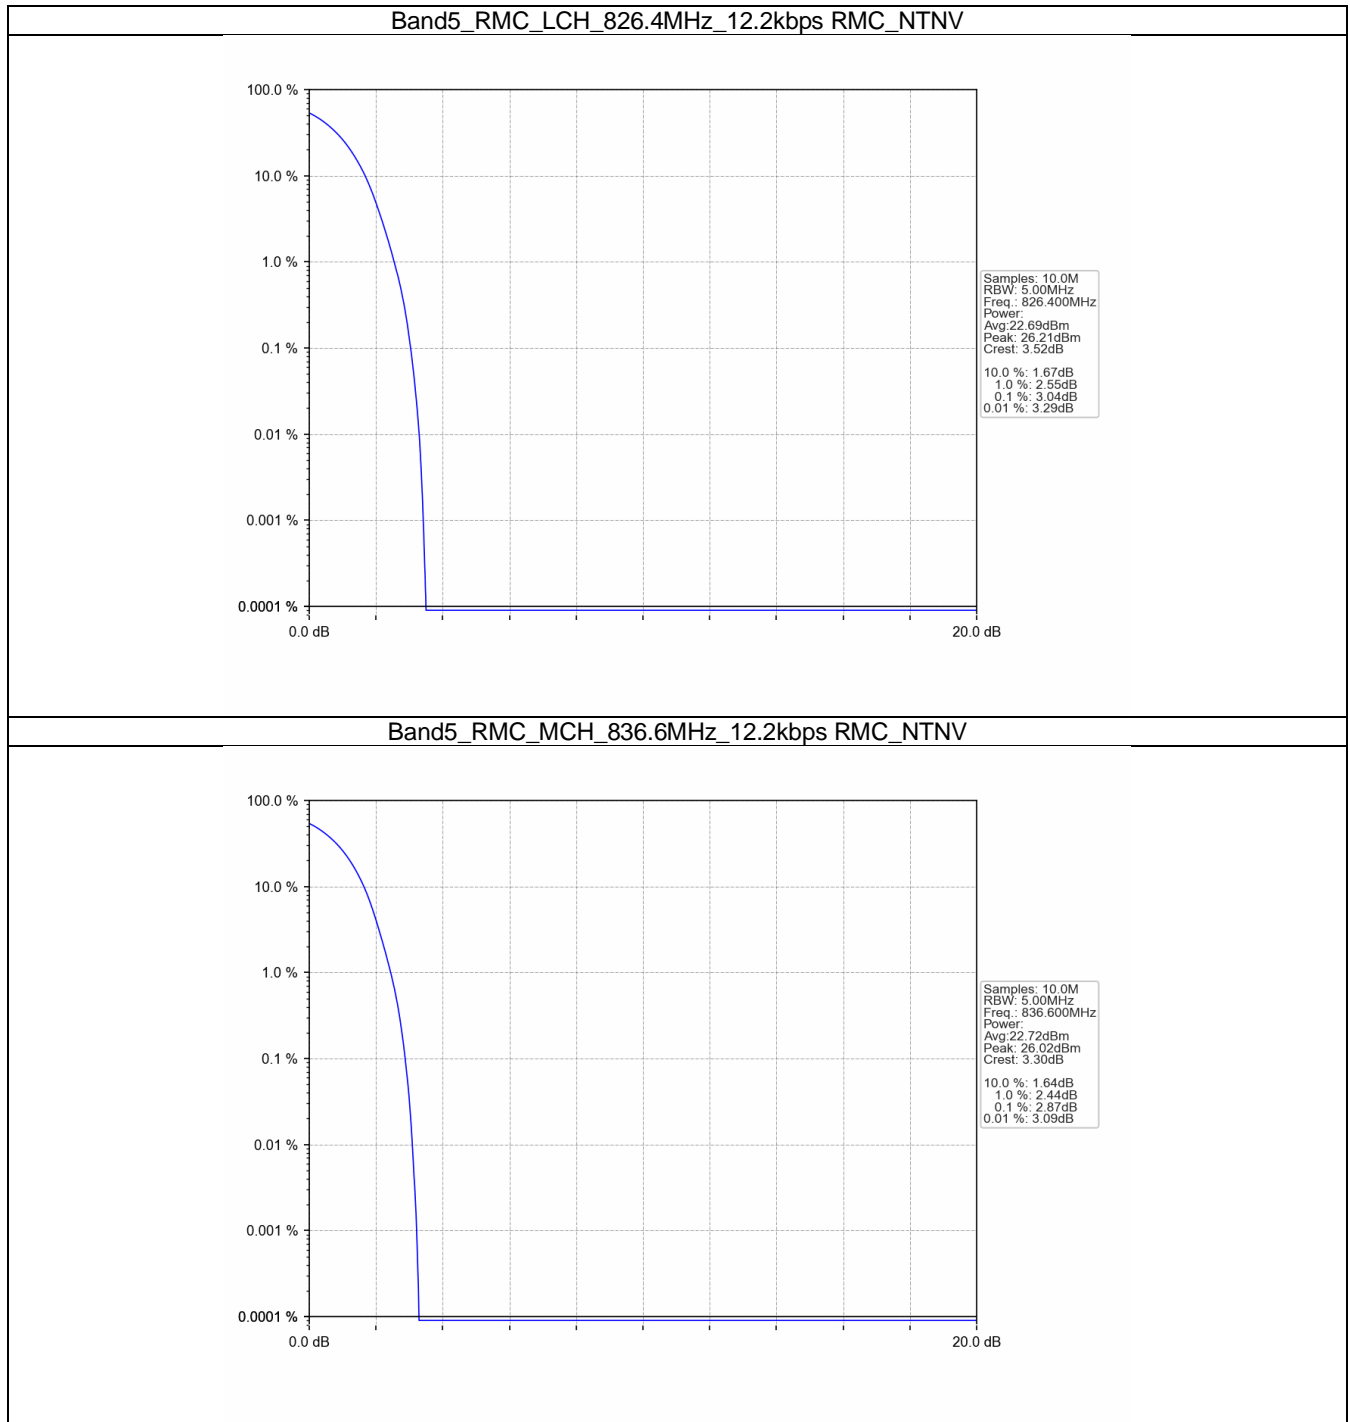 Band5_RMC_LCH_826.4MHz_12.2kbps RMC_NTNV
100.0 %
10.0 %
1.0 %
0.1 %
0.01 %
0.001 %
0.0001 %
0.0 dB
20.0 dB
Samples: 10.0M
RBW: 5.00MHz
Freq.: 826.400MHz
Power:
Avg:22.69dBm
Peak: 26.21dBm
Crest: 3.52dB
10.0 %: 1.67dB
1.0 %: 2.55dB
0.1 %: 3.04dB
0.01 %: 3.29dB
Band5_RMC_MCH_836.6MHz_12.2kbps RMC_NTNV
100.0 %
10.0 %
1.0 %
0.1 %
0.01 %
0.001 %
0.0001 %
0.0 dB
20.0 dB
Samples: 10.0M
RBW: 5.00MHz
Freq.: 836.600MHz
Power:
Avg:22.72dBm
Peak: 26.02dBm
Crest: 3.30dB
10.0 %: 1.64dB
1.0 %: 2.44dB
0.1 %: 2.87dB
0.01 %: 3.09dB